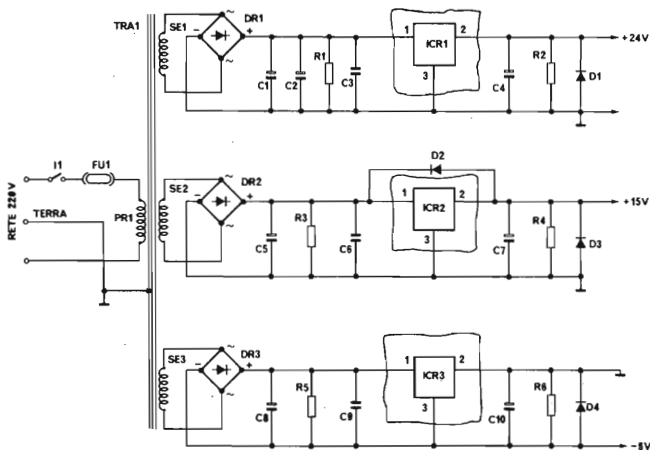 TRA1
SE1
~
DR1
-
+
~
R1
C1
C2
C3
1
ICR1
2
3
C4
R2
D1
+24V
RETE 220V
I1
FU1
TERRA
PR1
SE2
~
DR2
-
+
~
R3
C5
C6
D2
1
ICR2
2
3
C7
R4
D3
+15V
SE3
~
DR3
-
+
~
R5
C8
C9
1
ICR3
2
3
C10
R6
D4
-8V